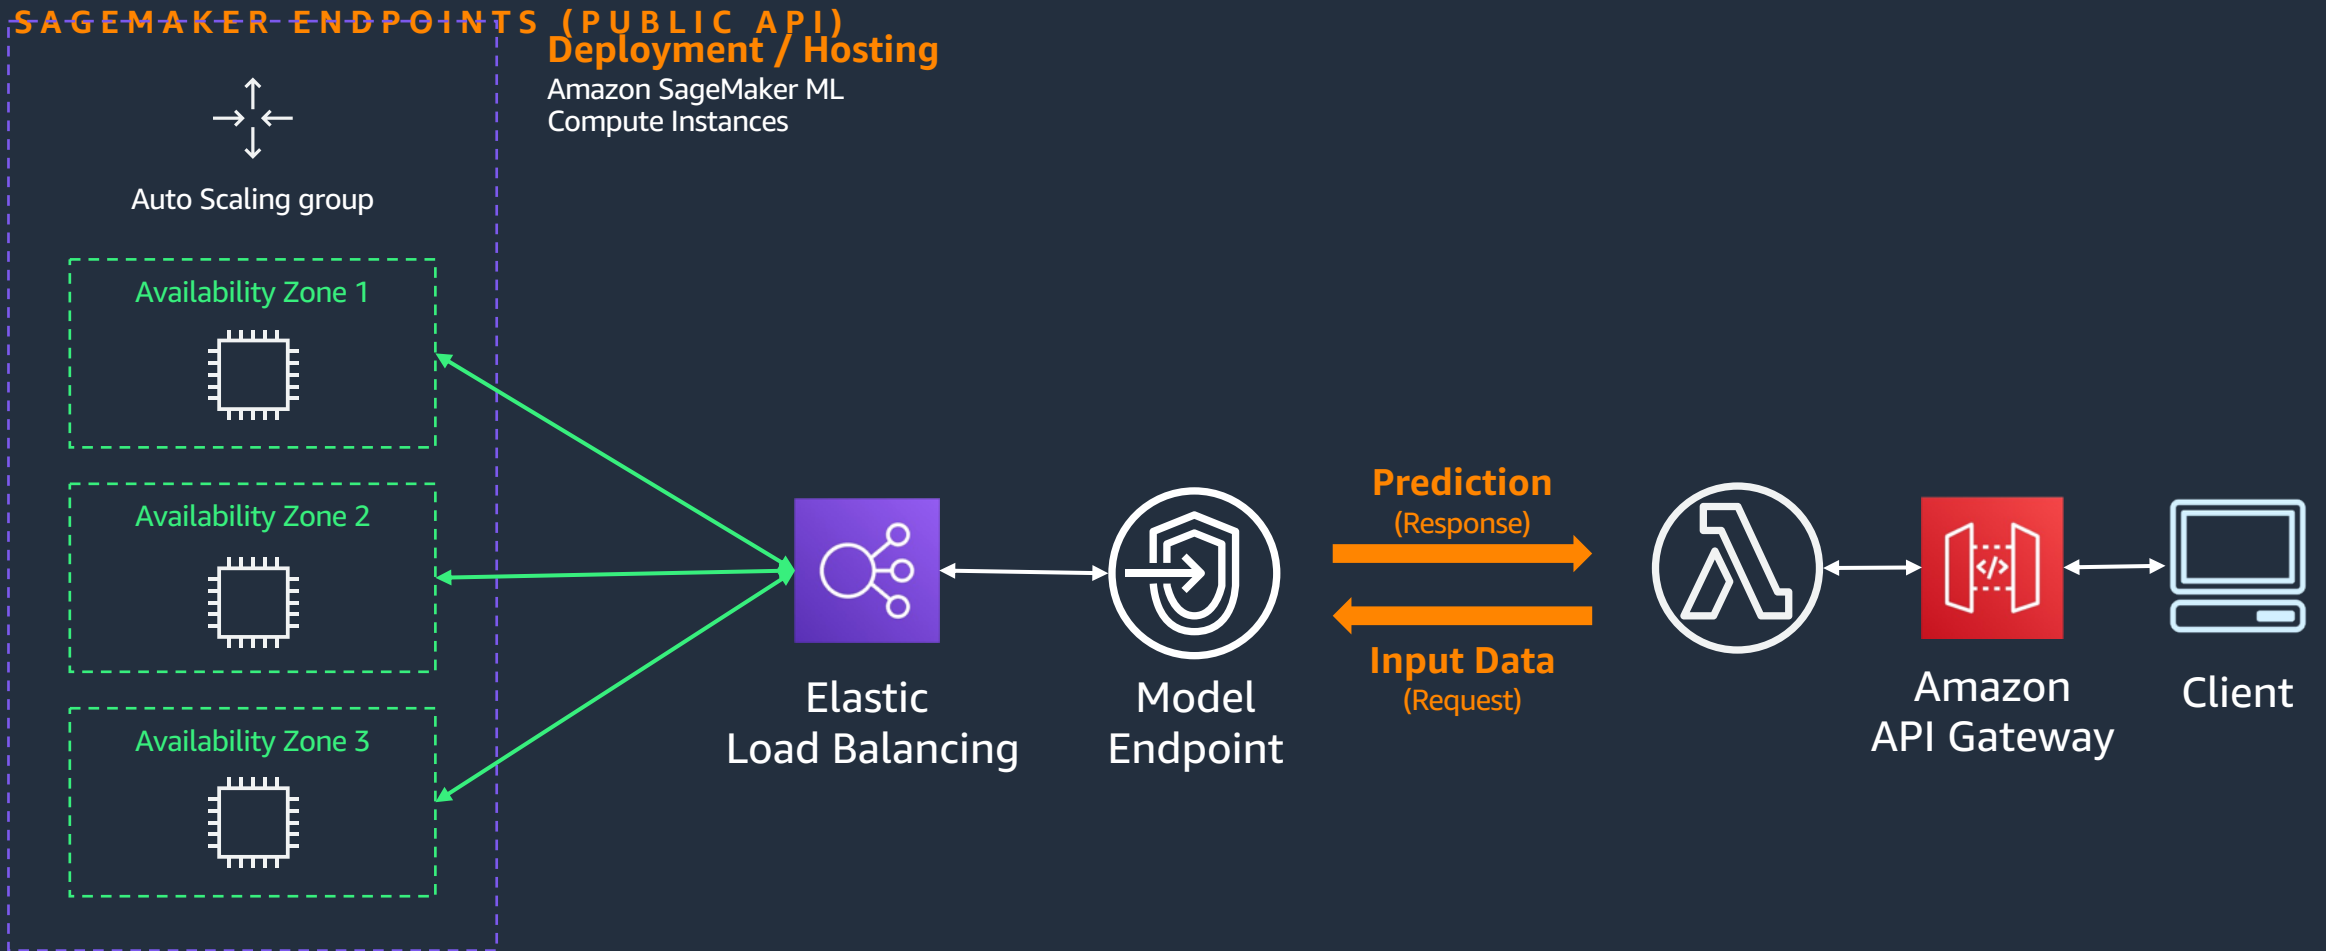 SAGEMAKER ENDPOINTS (PUBLIC API)
Deployment / Hosting
Amazon SageMaker ML
Compute Instances
Auto Scaling group
Availability Zone 1
Availability Zone 2
Availability Zone 3
Elastic
Load Balancing
Model
Endpoint
Prediction
(Response)
Input Data
(Request)
</>
Amazon
API Gateway
Client